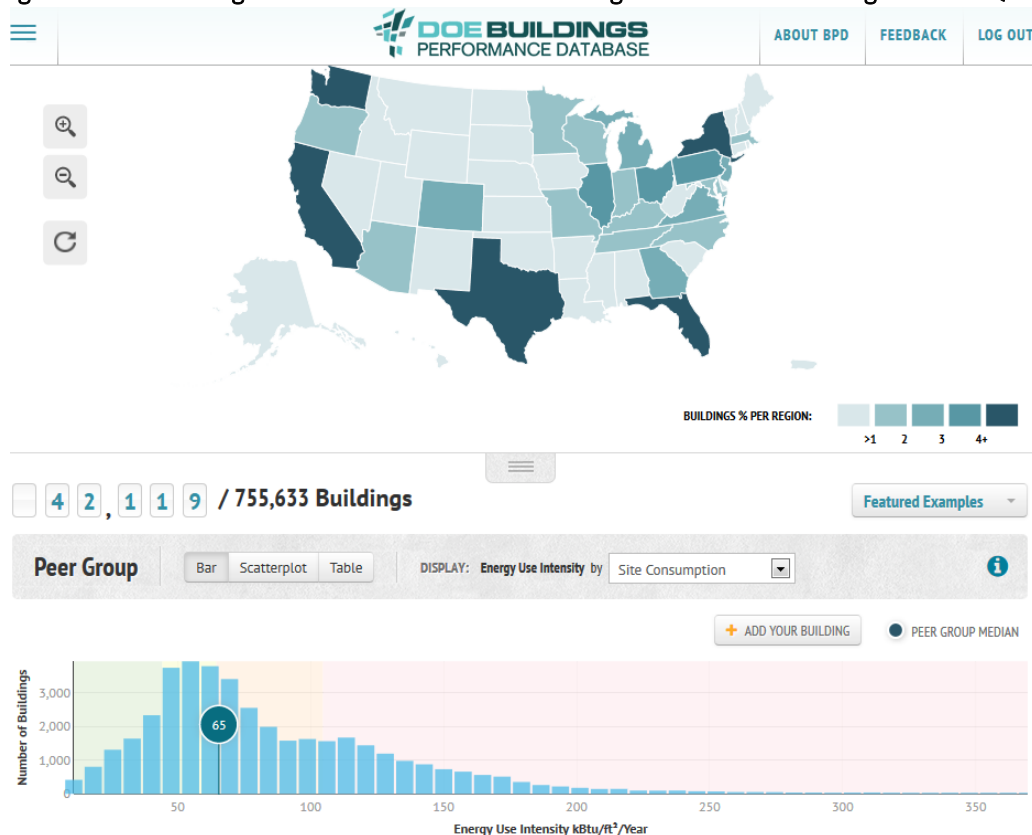 DOE BUILDINGS
PERFORMANCE DATABASE
ABOUT BPD
FEEDBACK
LOG OUT
BUILDINGS % PER REGION:
>1 2 3 4+
42,119 / 755,633 Buildings
Featured Examples
Peer Group
Bar
Scatterplot
Table
DISPLAY: Energy Use Intensity by
Site Consumption
+ ADD YOUR BUILDING
PEER GROUP MEDIAN
Number of Buildings
3,000
2,000
1,000
0
65
50 100 150 200 250 300 350
Energy Use Intensity kBtu/ft²/Year